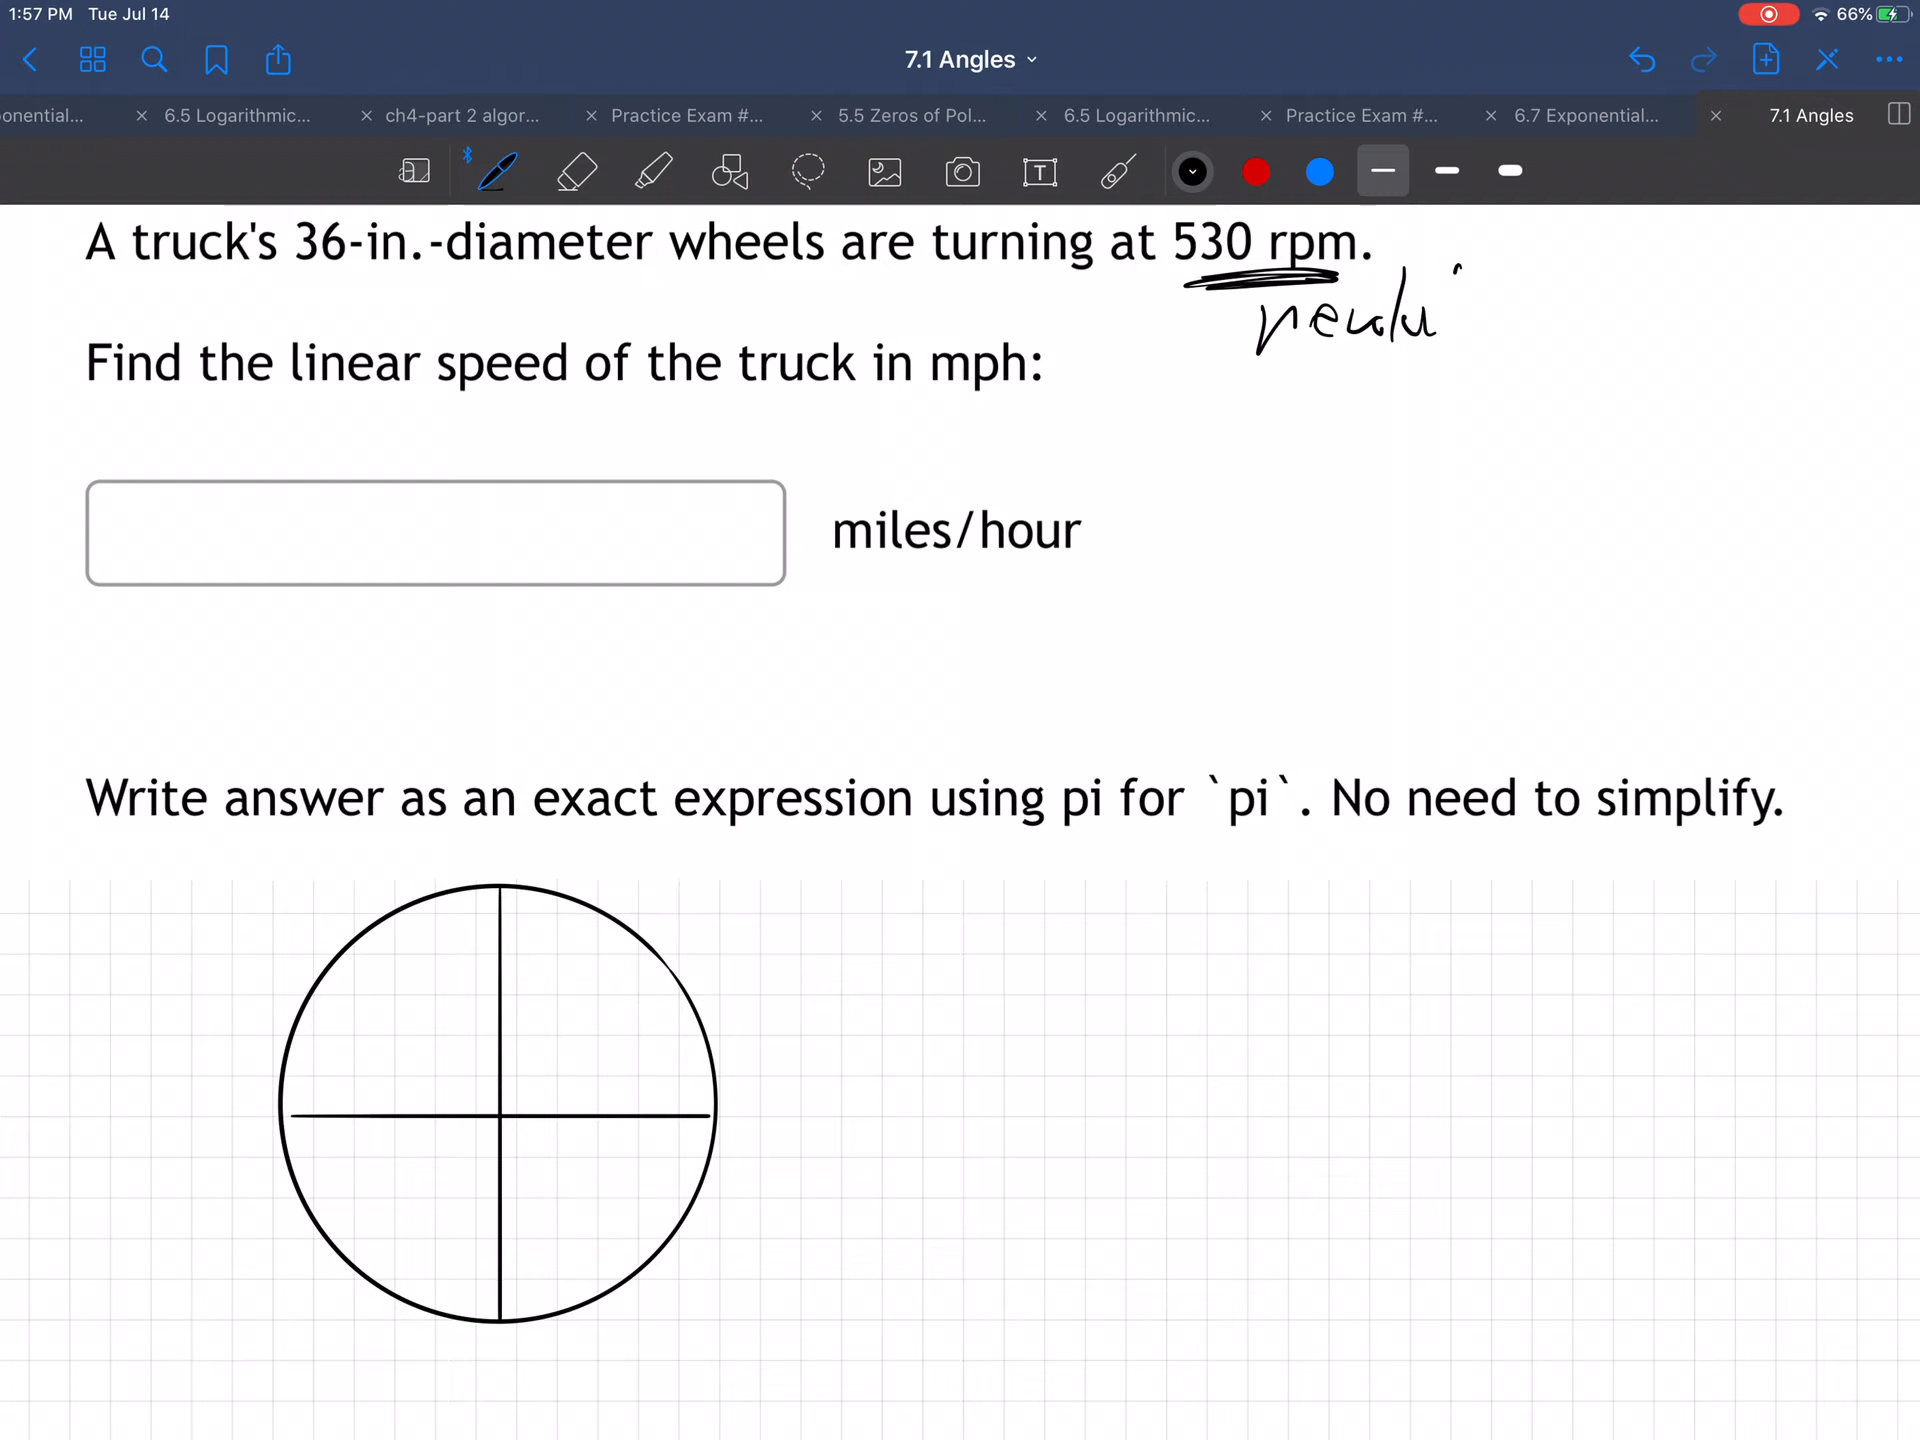 1:57 PM Tue Jul 14
66%
7.1 Angles
onential...
6.5 Logarithmic...
ch4-part 2 algor...
Practice Exam #...
5.5 Zeros of Pol...
6.5 Logarithmic...
Practice Exam #...
6.7 Exponential...
7.1 Angles
T
A truck's 36-in.-diameter wheels are turning at 530 rpm.
Find the linear speed of the truck in mph:
miles/hour
Write answer as an exact expression using pi for `pi`. No need to simplify.